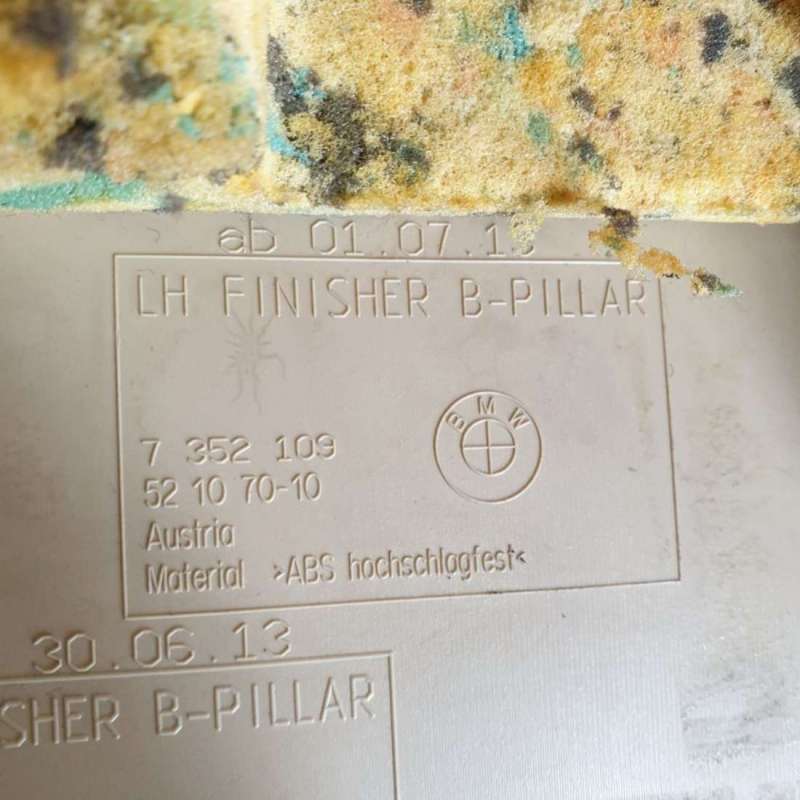 ab 01.07.13
LH FINISHER B-PILLAR
BMW
7 352 109
52 10 70-10
Austria
Material >ABS hochschlagfest<
30.06.13
SHER B-PILLAR